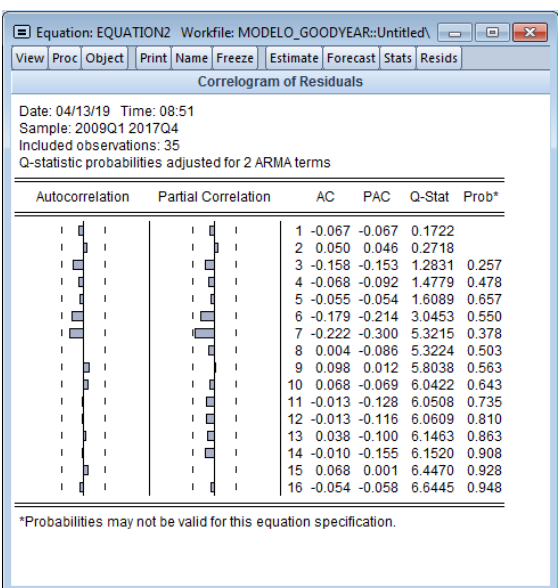 Equation: EQUATION2 Workfile: MODELO_GOODYEAR::Untitled\
View Proc Object Print Name Freeze Estimate Forecast Stats Resids
Correlogram of Residuals
Date: 04/13/19 Time: 08:51
Sample: 2009Q1 2017Q4
Included observations: 35
Q-statistic probabilities adjusted for 2 ARMA terms
Autocorrelation Partial Correlation AC PAC Q-Stat Prob*
1 -0.067 -0.067 0.1722
2 0.050 0.046 0.2718
3 -0.158 -0.153 1.2831 0.257
4 -0.068 -0.092 1.4779 0.478
5 -0.055 -0.054 1.6089 0.657
6 -0.179 -0.214 3.0453 0.550
7 -0.222 -0.300 5.3215 0.378
8 0.004 -0.086 5.3224 0.503
9 0.098 0.012 5.8038 0.563
10 0.068 -0.069 6.0422 0.643
11 -0.013 -0.128 6.0508 0.735
12 -0.013 -0.116 6.0609 0.810
13 0.038 -0.100 6.1463 0.863
14 -0.010 -0.155 6.1520 0.908
15 0.068 0.001 6.4470 0.928
16 -0.054 -0.058 6.6445 0.948
*Probabilities may not be valid for this equation specification.